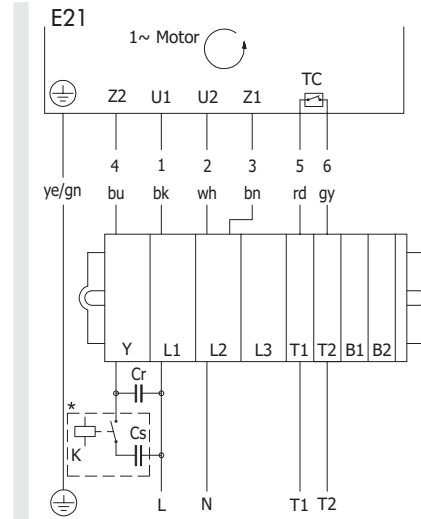 E21
1~ Motor
TC
Z2 U1 U2 Z1
4 1 2 3 5 6
ye/gn bu bk wh bn rd gy
Y L1 L2 L3 T1 T2 B1 B2
Cr
*
K Cs
L N T1 T2